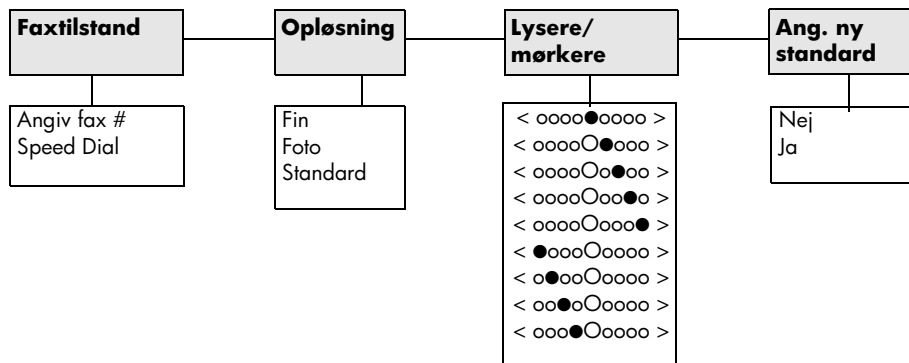 Faxtilstand
Opløsning
Lysere/
mørkere
Ang. ny
standard
Angiv fax #
Speed Dial
Fin
Foto
Standard
< oooo●oooo >
< ooooO●ooo >
< ooooOo●oo >
< ooooOoo●o >
< ooooOooo● >
< ●oooOoooo >
< o●ooOoooo >
< oo●oOoooo >
< ooo●Ooooo >
Nej
Ja